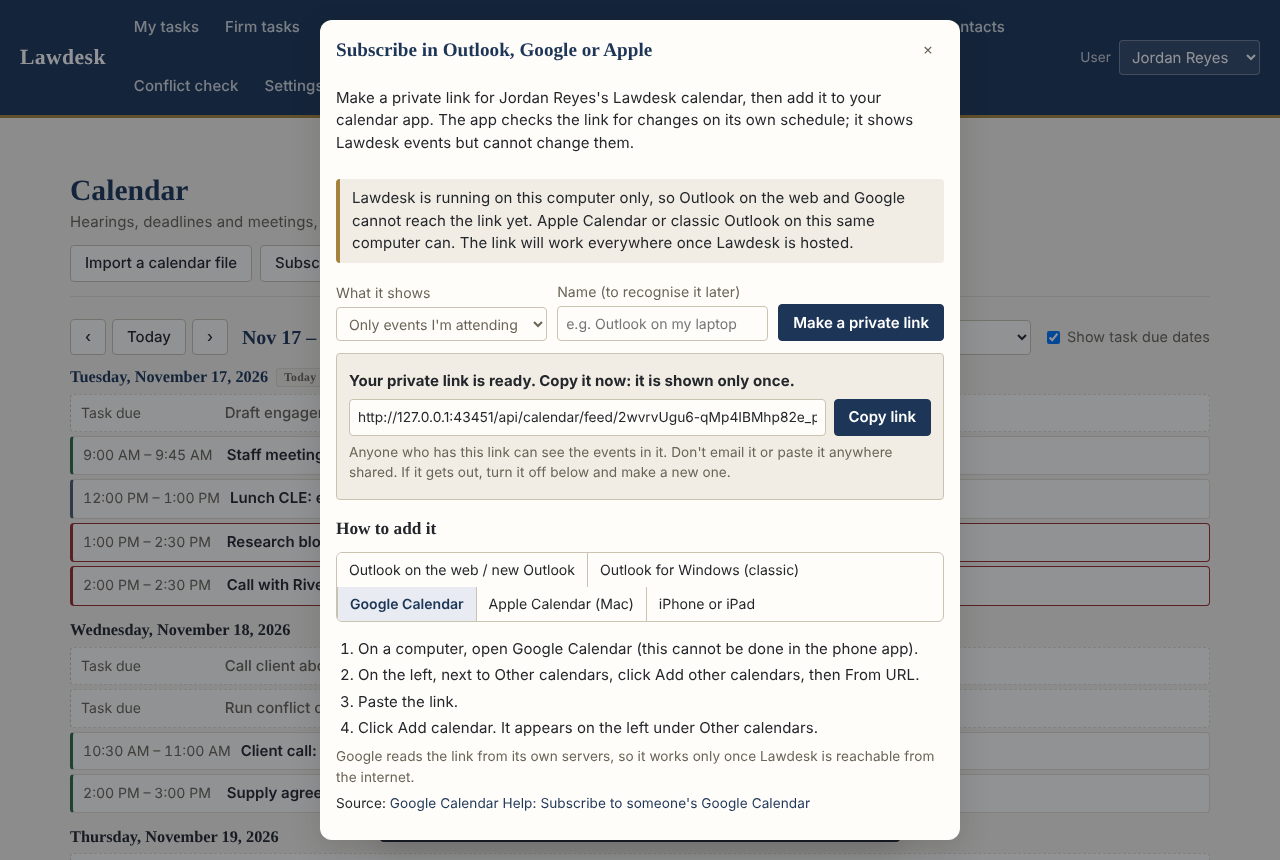 My tasks Firm tasks ntacts
Lawdesk
Conflict check Settings
User Jordan Reyes
Subscribe in Outlook, Google or Apple ×
Make a private link for Jordan Reyes's Lawdesk calendar, then add it to your
calendar app. The app checks the link for changes on its own schedule; it shows
Lawdesk events but cannot change them.
Lawdesk is running on this computer only, so Outlook on the web and Google
cannot reach the link yet. Apple Calendar or classic Outlook on this same
computer can. The link will work everywhere once Lawdesk is hosted.
What it shows Name (to recognise it later)
Only events I'm attending e.g. Outlook on my laptop Make a private link
Your private link is ready. Copy it now: it is shown only once.
http://127.0.0.1:43451/api/calendar/feed/2wvrvUgu6-qMp4IBMhp82e_p Copy link
Anyone who has this link can see the events in it. Don't email it or paste it anywhere
shared. If it gets out, turn it off below and make a new one.
How to add it
Outlook on the web / new Outlook Outlook for Windows (classic)
Google Calendar Apple Calendar (Mac) iPhone or iPad
1. On a computer, open Google Calendar (this cannot be done in the phone app).
2. On the left, next to Other calendars, click Add other calendars, then From URL.
3. Paste the link.
4. Click Add calendar. It appears on the left under Other calendars.
Google reads the link from its own servers, so it works only once Lawdesk is reachable from
the internet.
Source: Google Calendar Help: Subscribe to someone's Google Calendar
Calendar
Hearings, deadlines and meetings,
Import a calendar file Subsc
‹ Today › Nov 17 – Show task due dates
Tuesday, November 17, 2026 Today
Task due Draft engager
9:00 AM – 9:45 AM Staff meeting
12:00 PM – 1:00 PM Lunch CLE: e
1:00 PM – 2:30 PM Research blo
2:00 PM – 2:30 PM Call with Rive
Wednesday, November 18, 2026
Task due Call client abo
Task due Run conflict c
10:30 AM – 11:00 AM Client call:
2:00 PM – 3:00 PM Supply agree
Thursday, November 19, 2026